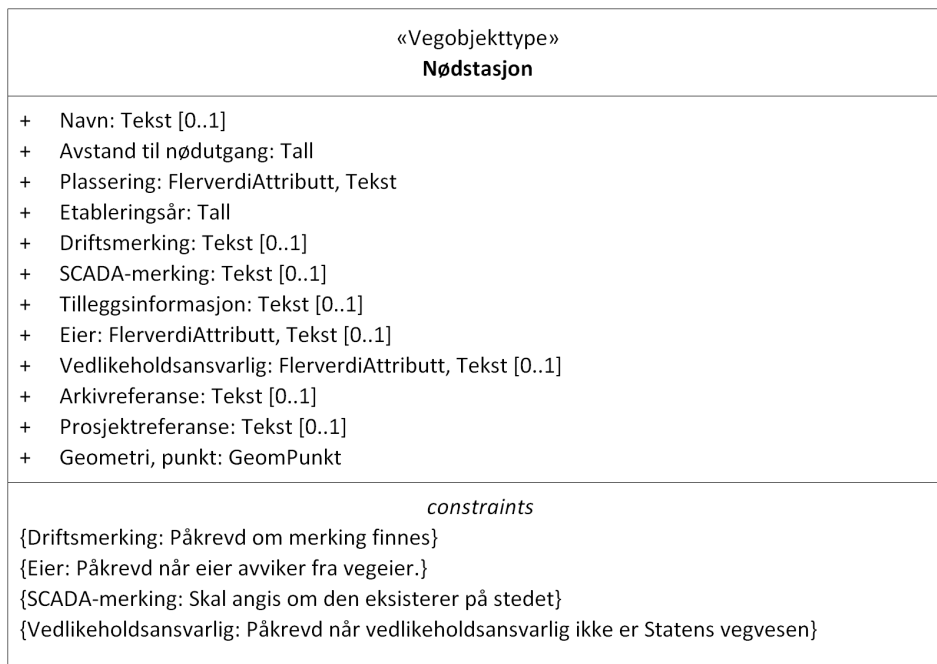 «Vegobjekttype»
Nødstasjon
+ Navn: Tekst [0..1]
+ Avstand til nødutgang: Tall
+ Plassering: FlerverdiAttributt, Tekst
+ Etableringsår: Tall
+ Driftsmerking: Tekst [0..1]
+ SCADA-merking: Tekst [0..1]
+ Tilleggsinformasjon: Tekst [0..1]
+ Eier: FlerverdiAttributt, Tekst [0..1]
+ Vedlikeholdsansvarlig: FlerverdiAttributt, Tekst [0..1]
+ Arkivreferanse: Tekst [0..1]
+ Prosjektreferanse: Tekst [0..1]
+ Geometri, punkt: GeomPunkt
constraints
{Driftsmerking: Påkrevd om merking finnes}
{Eier: Påkrevd når eier avviker fra vegeier.}
{SCADA-merking: Skal angis om den eksisterer på stedet}
{Vedlikeholdsansvarlig: Påkrevd når vedlikeholdsansvarlig ikke er Statens vegvesen}